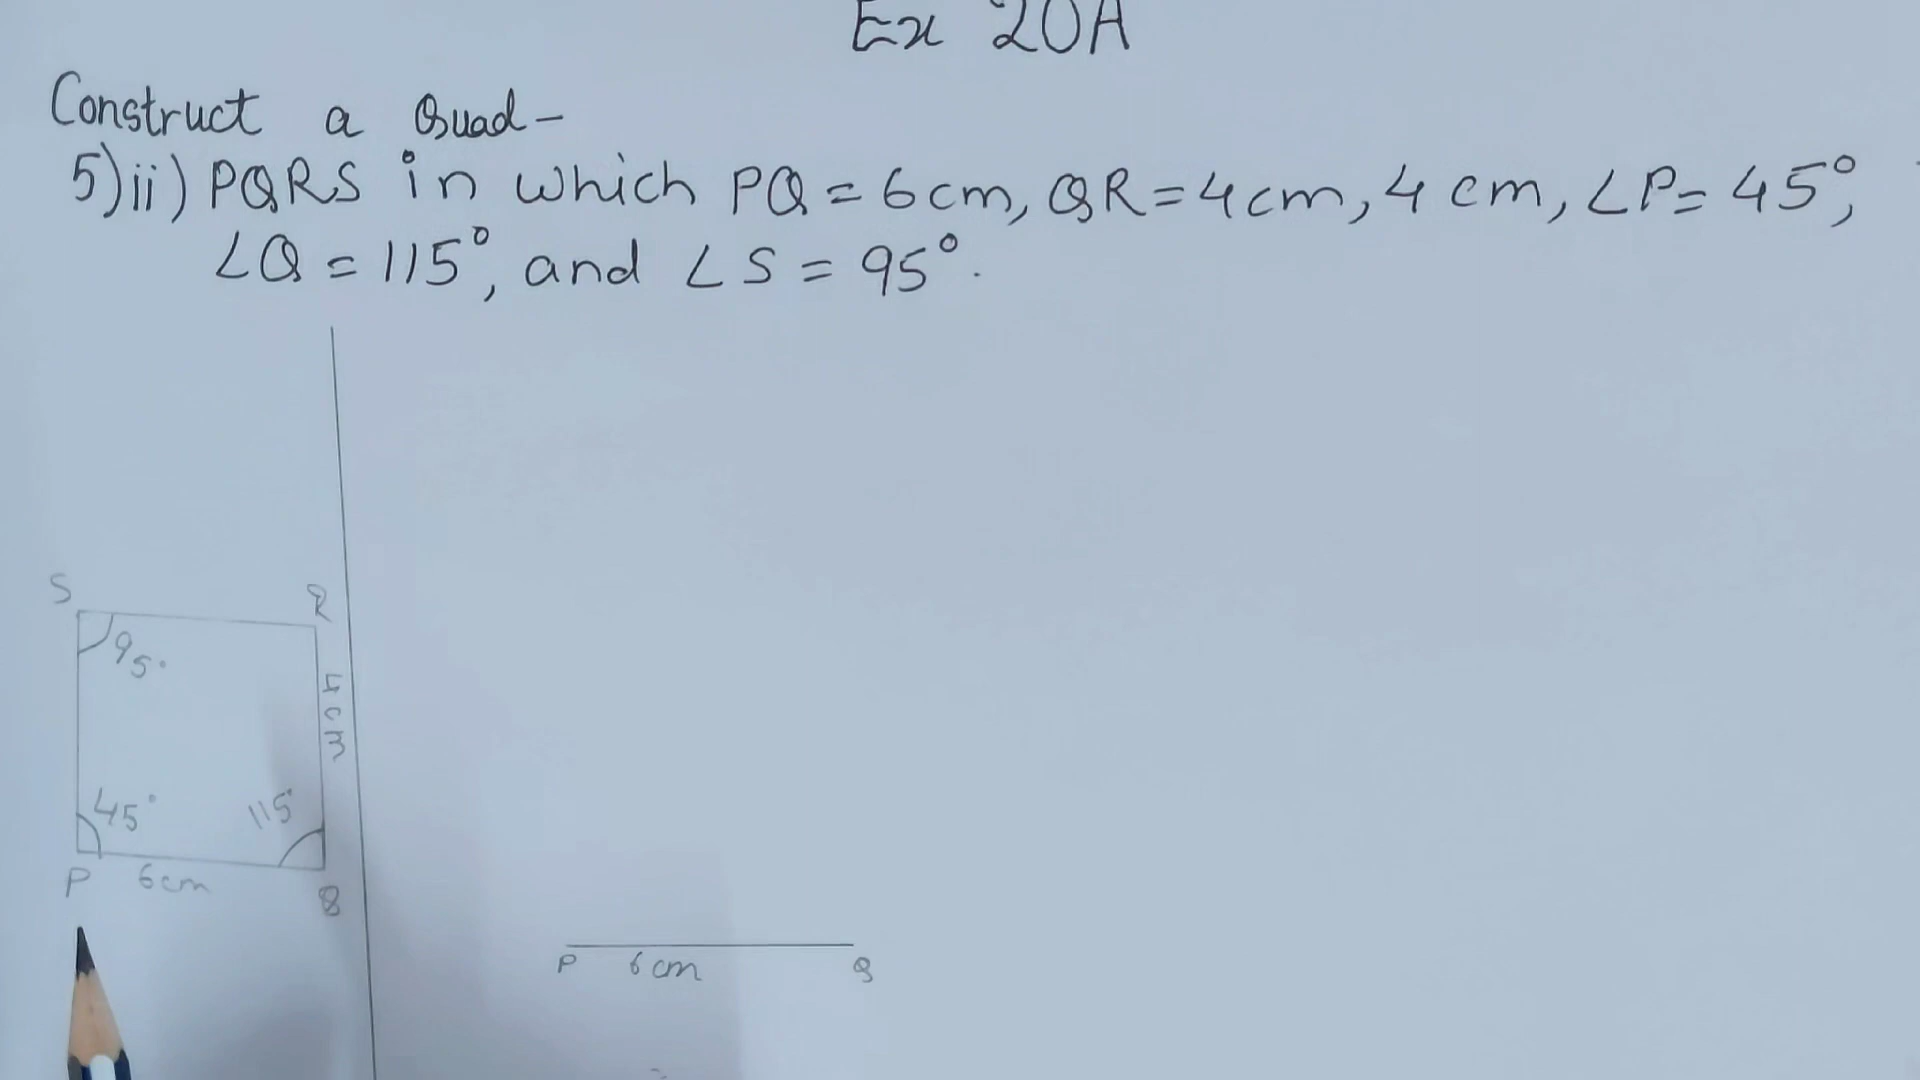 Ex 20A
Construct a Quad-
5)ii) PQRS in which PQ = 6cm, QR = 4cm, 4 cm, ∠P = 45°,
∠Q = 115°, and ∠S = 95°.
S
R
95°
4cm
45°
115°
P
6cm
Q
P
6cm
Q